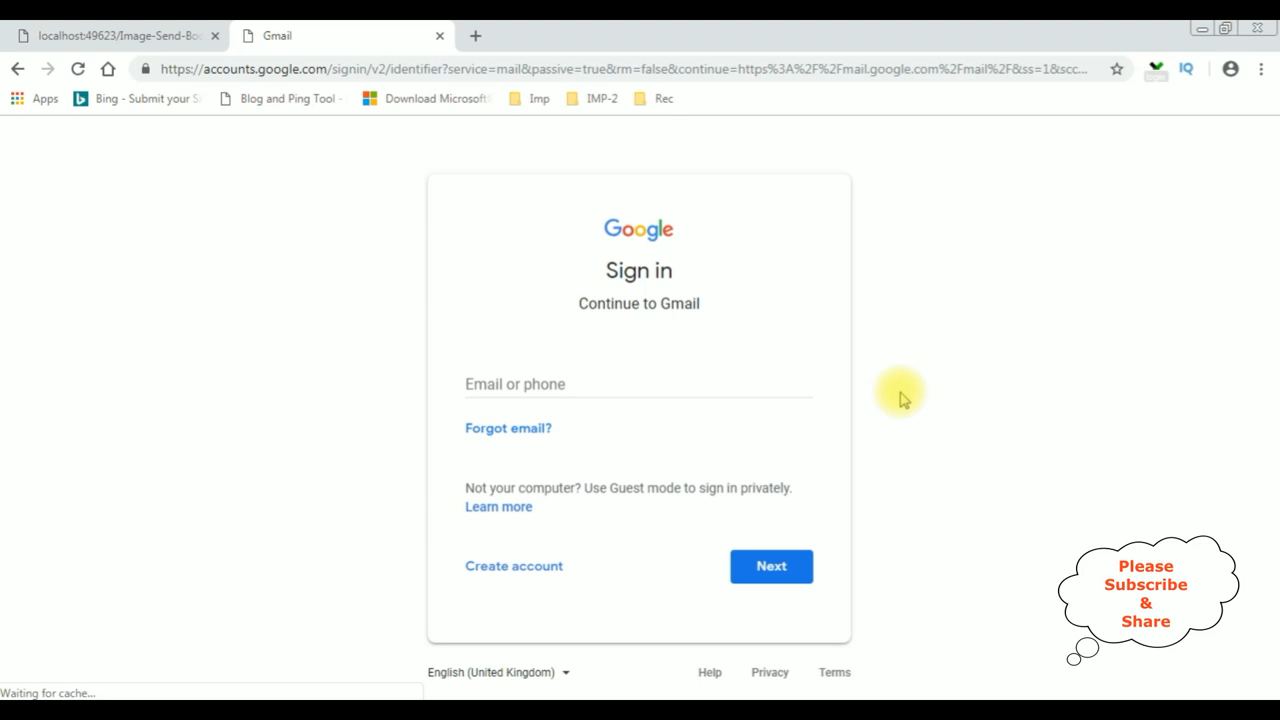 localhost:49623/Image-Send-Boo
Gmail
https://accounts.google.com/signin/v2/identifier?service=mail&passive=true&rm=false&continue=https%3A%2F%2Fmail.google.com%2Fmail%2F&ss=1&scc...
IQ
Apps
Bing - Submit your S
Blog and Ping Tool -
Download Microsoft
Imp
IMP-2
Rec
Google
Sign in
Continue to Gmail
Email or phone
Forgot email?
Not your computer? Use Guest mode to sign in privately.
Learn more
Create account
Next
Please
Subscribe
&
Share
English (United Kingdom)
Help
Privacy
Terms
Waiting for cache...